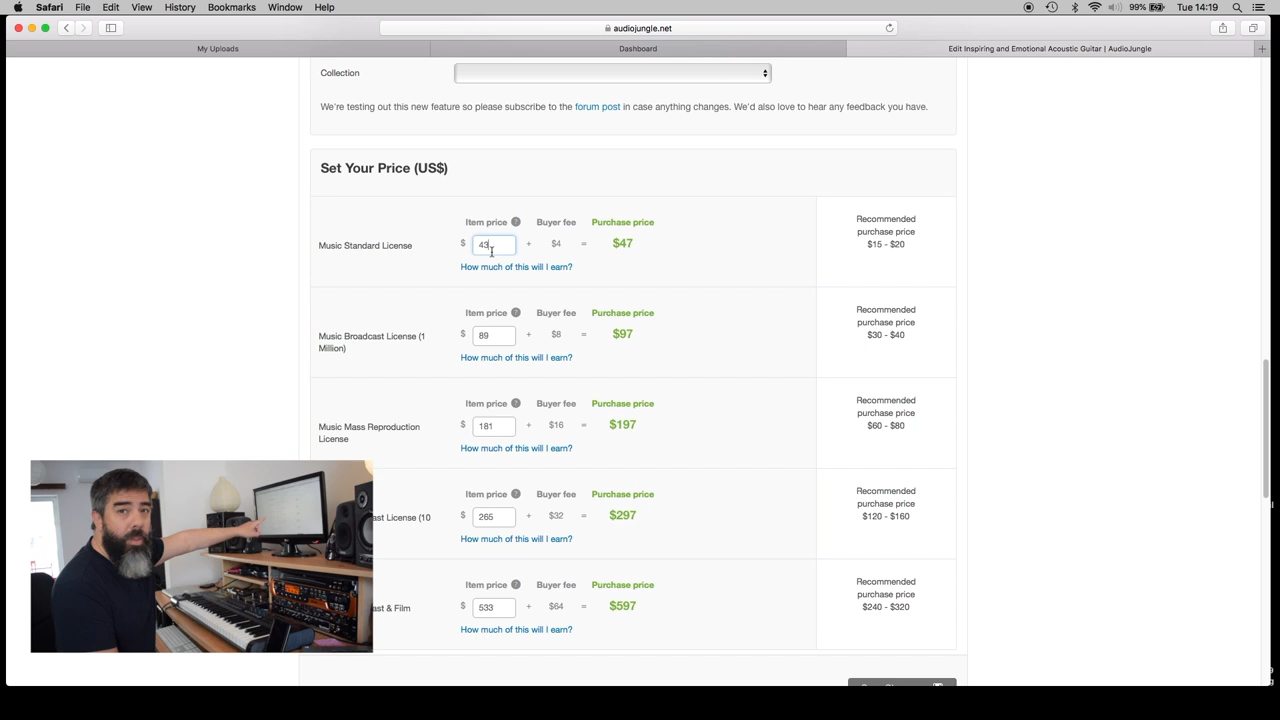 Safari File Edit View History Bookmarks Window Help 99% Tue 14:19
audiojungle.net
My Uploads Dashboard Edit Inspiring and Emotional Acoustic Guitar | AudioJungle
Collection
We're testing out this new feature so please subscribe to the forum post in case anything changes. We'd also love to hear any feedback you have.
Set Your Price (US$)
Music Standard License
Item price ? Buyer fee Purchase price
$ 43 + $4 = $47
How much of this will I earn?
Recommended
purchase price
$15 - $20
Music Broadcast License (1
Million)
Item price ? Buyer fee Purchase price
$ 89 + $8 = $97
How much of this will I earn?
Recommended
purchase price
$30 - $40
Music Mass Reproduction
License
Item price ? Buyer fee Purchase price
$ 181 + $16 = $197
How much of this will I earn?
Recommended
purchase price
$60 - $80
ast License (10
Item price ? Buyer fee Purchase price
$ 265 + $32 = $297
How much of this will I earn?
Recommended
purchase price
$120 - $160
ast & Film
Item price ? Buyer fee Purchase price
$ 533 + $64 = $597
How much of this will I earn?
Recommended
purchase price
$240 - $320